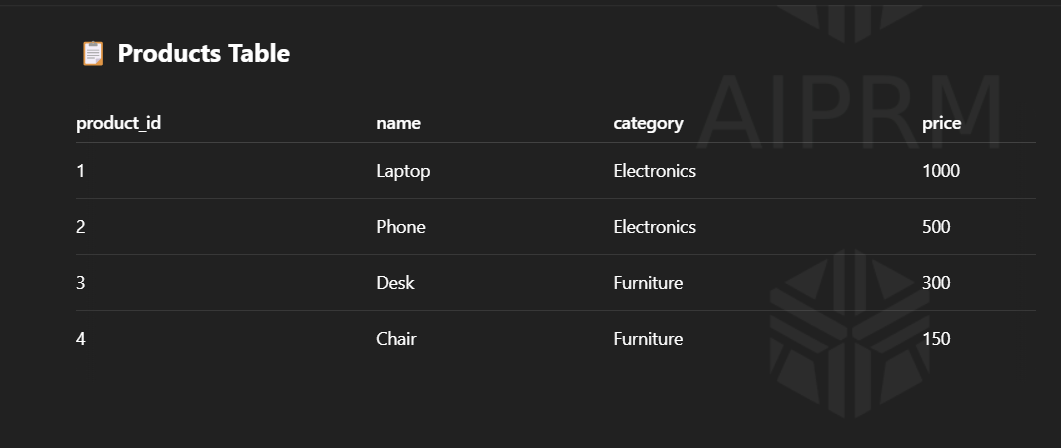 📋 Products Table
AIPRM
product_id name category price
1 Laptop Electronics 1000
2 Phone Electronics 500
3 Desk Furniture 300
4 Chair Furniture 150